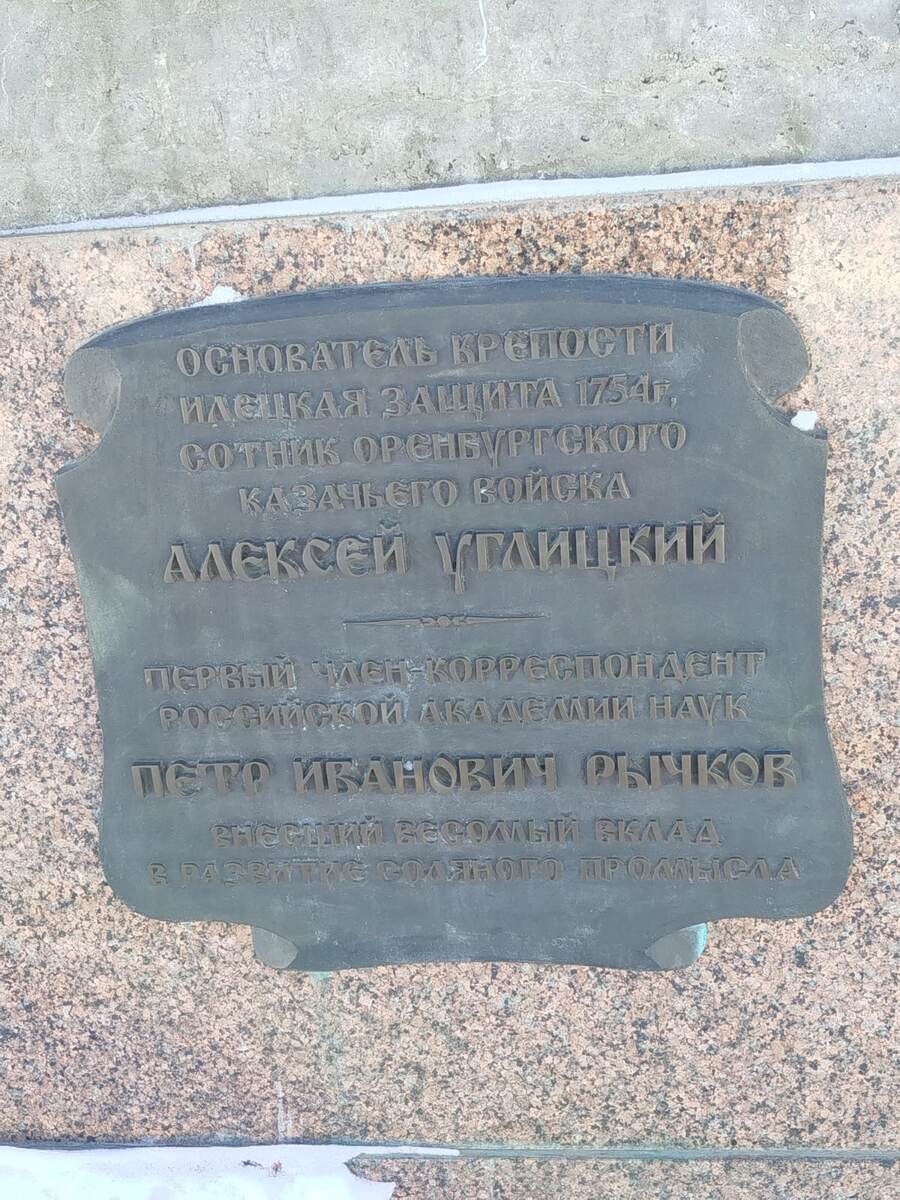 ОСНОВАТЕЛЬ КРЕПОСТИ
ИЛЕЦКАЯ ЗАЩИТА 1754г,
СОТНИК ОРЕНБУРГСКОГО
КАЗАЧЬЕГО ВОЙСКА
АЛЕКСЕЙ УГЛИЦКИЙ
ПЕРВЫЙ ЧЛЕН-КОРРЕСПОНДЕНТ
РОССИЙСКОЙ АКАДЕМИИ НАУК
ПЕТР ИВАНОВИЧ РЫЧКОВ
ВНЕСШИЙ ВЕСОМЫЙ ВКЛАД
В РАЗВИТИЕ СОЛЯНОГО ПРОМЫСЛА